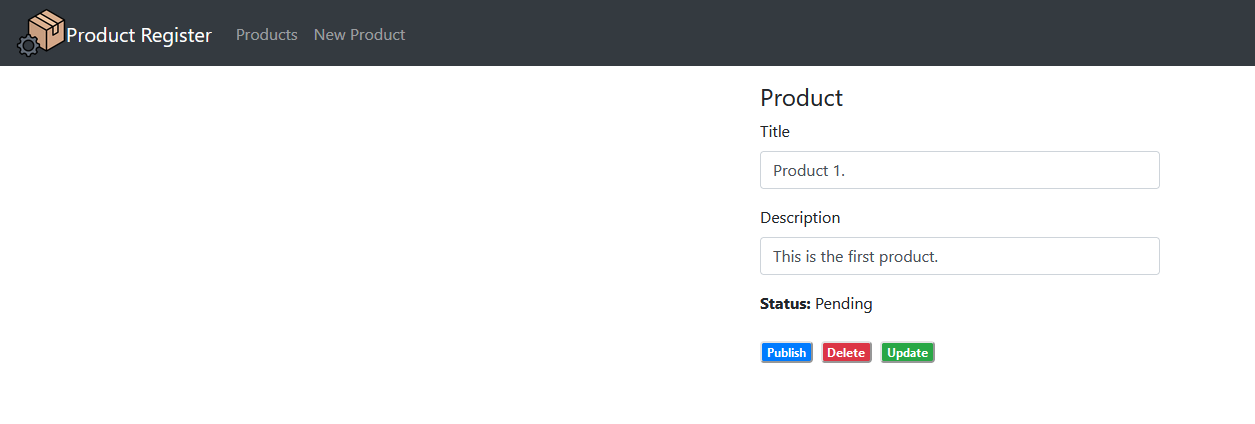 Product Register Products New Product
Product
Title
Product 1.
Description
This is the first product.
Status: Pending
Publish Delete Update